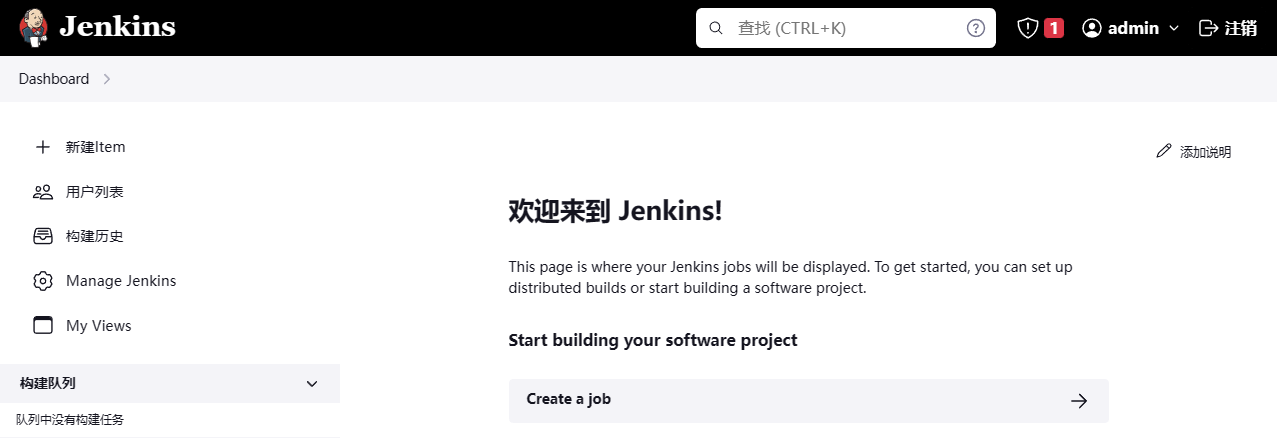 Jenkins
查找 (CTRL+K)
1
admin
注销
Dashboard
新建Item
用户列表
构建历史
Manage Jenkins
My Views
构建队列
队列中没有构建任务
添加说明
欢迎来到 Jenkins!
This page is where your Jenkins jobs will be displayed. To get started, you can set up
distributed builds or start building a software project.
Start building your software project
Create a job